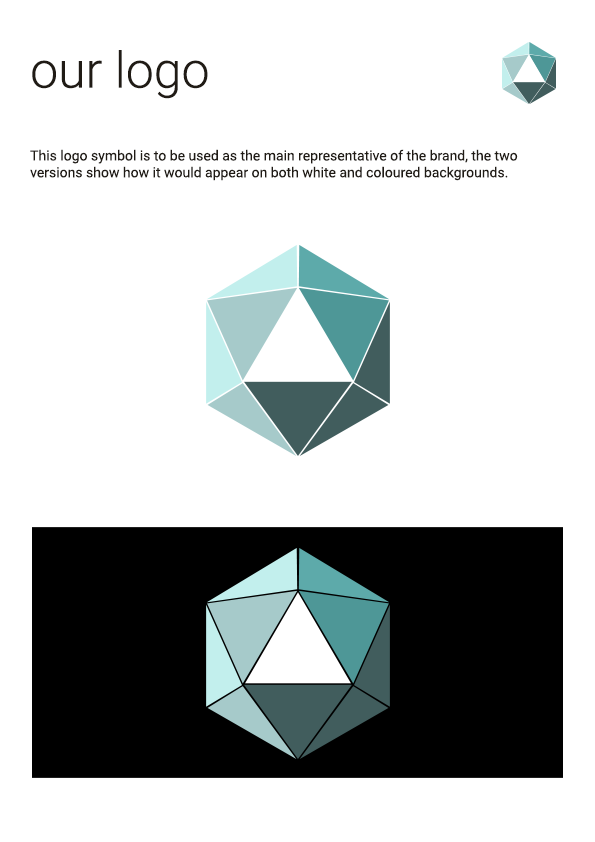 our logo
This logo symbol is to be used as the main representative of the brand, the two
versions show how it would appear on both white and coloured backgrounds.